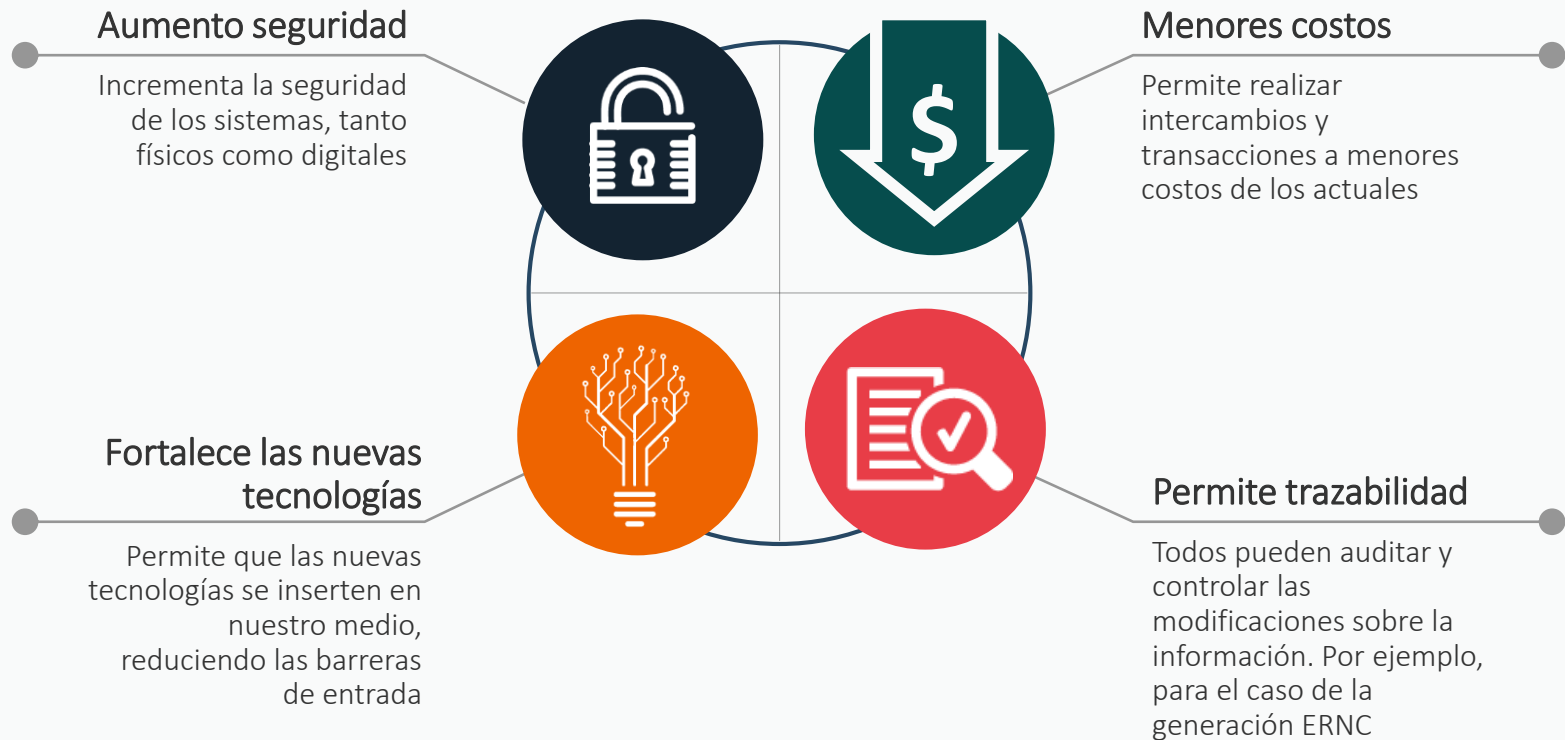 Aumento seguridad
Incrementa la seguridad
de los sistemas, tanto
físicos como digitales
Menores costos
Permite realizar
intercambios y
transacciones a menores
costos de los actuales
$
Fortalece las nuevas
tecnologías
Permite que las nuevas
tecnologías se inserten en
nuestro medio,
reduciendo las barreras
de entrada
Permite trazabilidad
Todos pueden auditar y
controlar las
modificaciones sobre la
información. Por ejemplo,
para el caso de la
generación ERNC